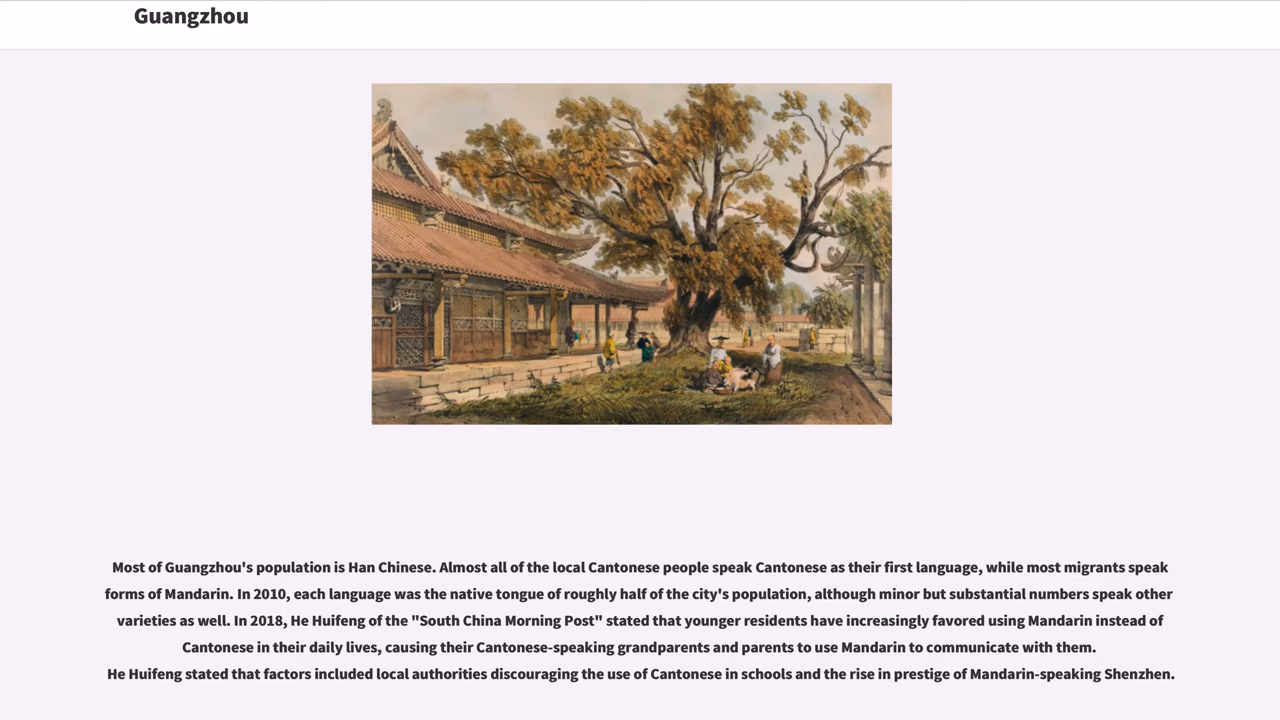 Guangzhou
Most of Guangzhou's population is Han Chinese. Almost all of the local Cantonese people speak Cantonese as their first language, while most migrants speak
forms of Mandarin. In 2010, each language was the native tongue of roughly half of the city's population, although minor but substantial numbers speak other
varieties as well. In 2018, He Huifeng of the "South China Morning Post" stated that younger residents have increasingly favored using Mandarin instead of
Cantonese in their daily lives, causing their Cantonese-speaking grandparents and parents to use Mandarin to communicate with them.
He Huifeng stated that factors included local authorities discouraging the use of Cantonese in schools and the rise in prestige of Mandarin-speaking Shenzhen.